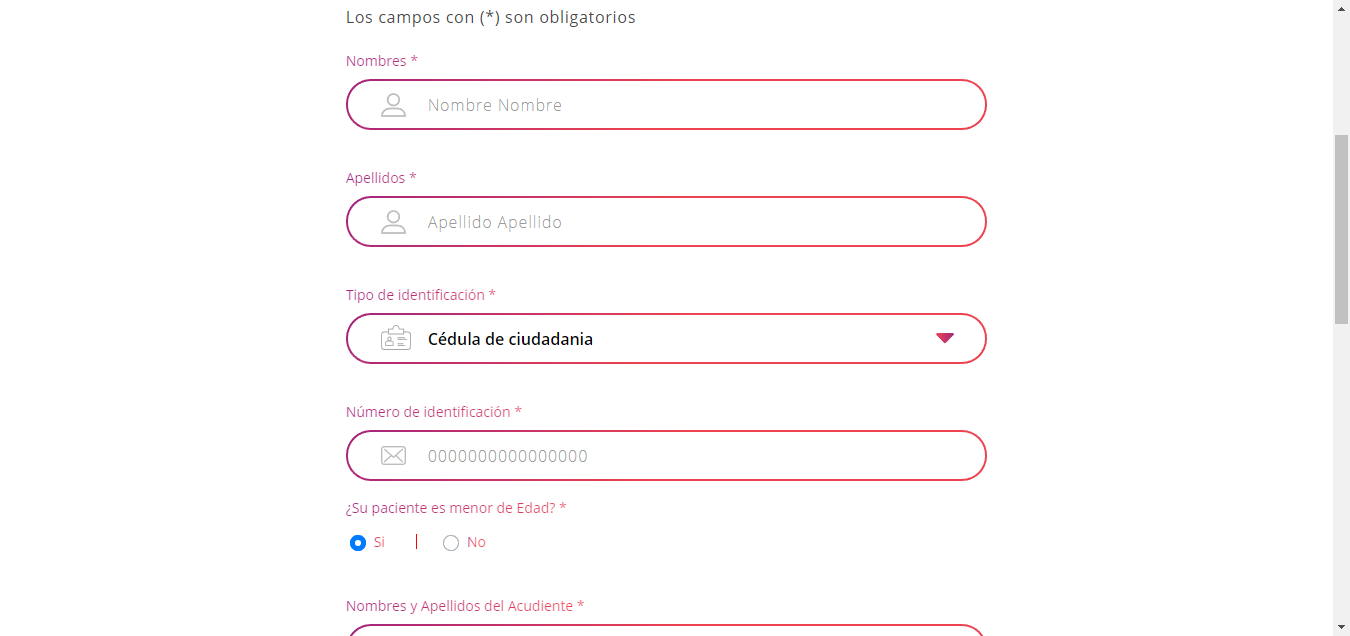 Los campos con (*) son obligatorios
Nombres *
Nombre Nombre
Apellidos *
Apellido Apellido
Tipo de identificación *
Cédula de ciudadania
Número de identificación *
0000000000000000
¿Su paciente es menor de Edad? *
Si | No
Nombres y Apellidos del Acudiente *